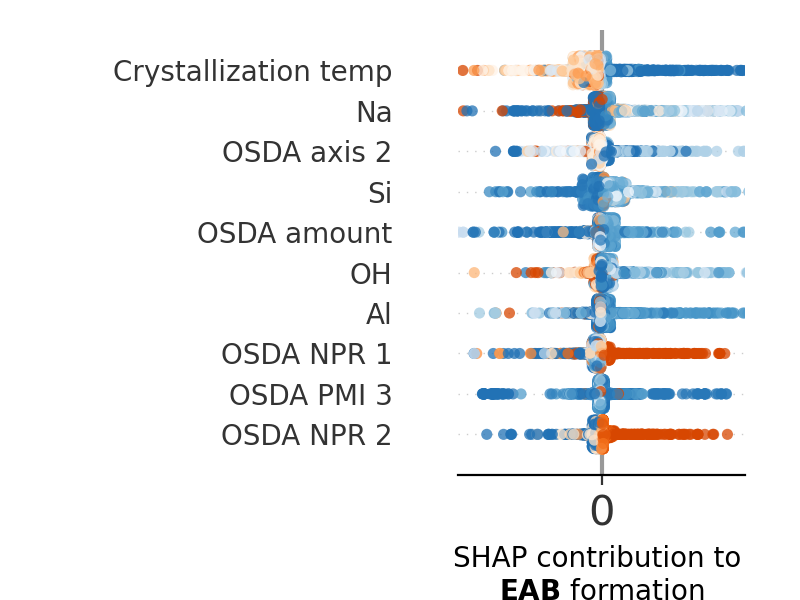 Crystallization temp
Na
OSDA axis 2
Si
OSDA amount
OH
Al
OSDA NPR 1
OSDA PMI 3
OSDA NPR 2
0
SHAP contribution to
EAB formation